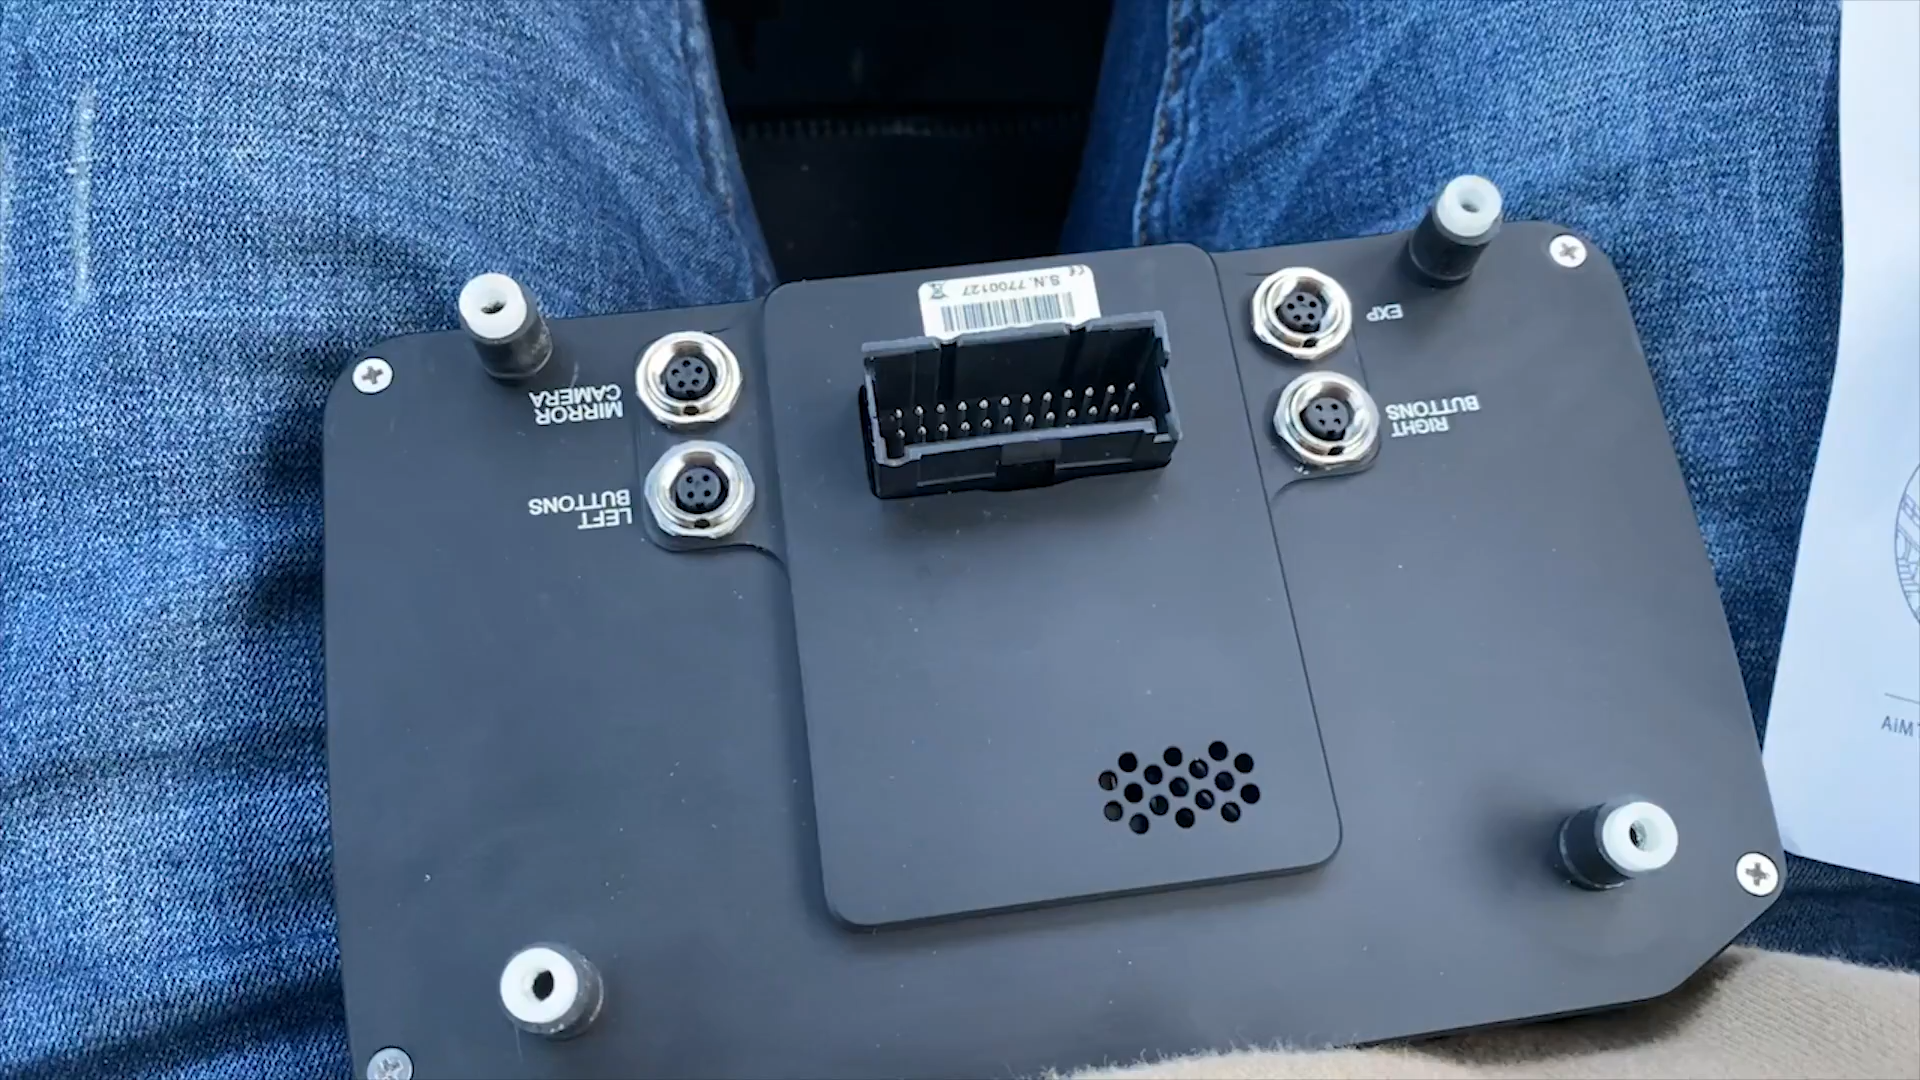 S.N. 7700127
EXP
RIGHT
BUTTONS
MIRROR
CAMERA
LEFT
BUTTONS
AiM